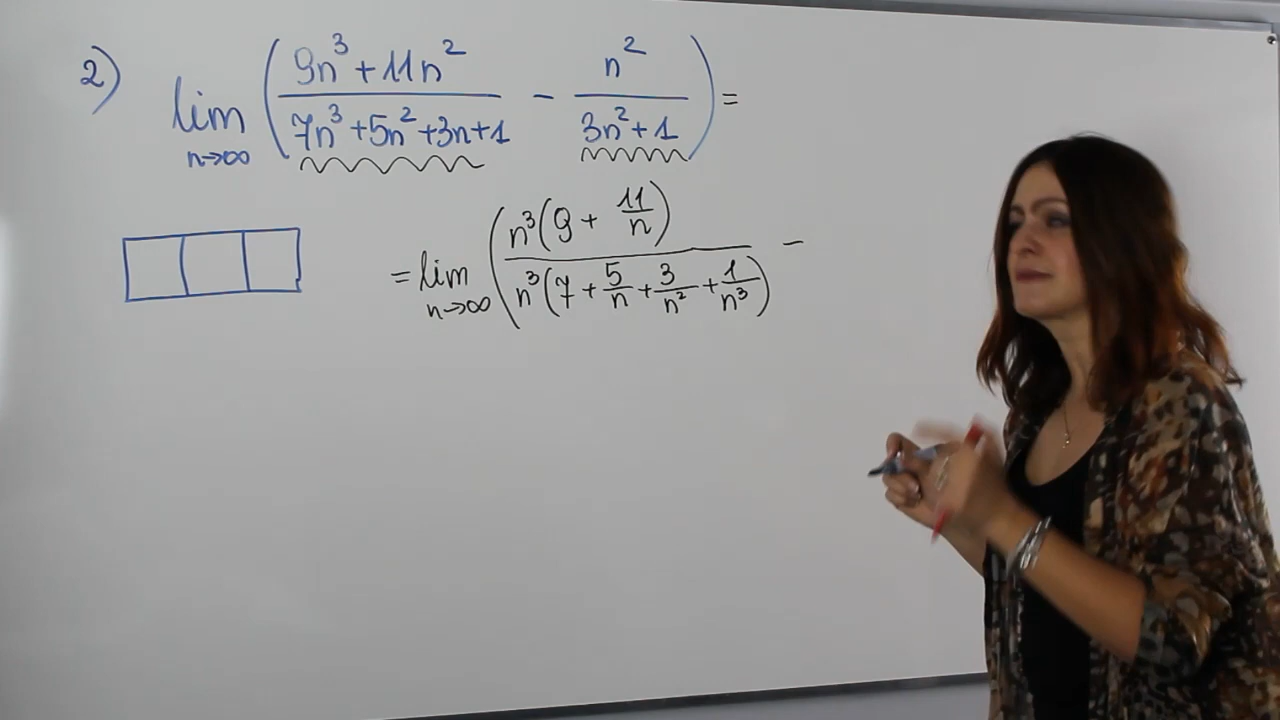 2) lim n→∞ ( (9n³ + 11n²) / (7n³ + 5n² + 3n + 1) − n² / (3n² + 1) ) =
= lim n→∞ ( n³(9 + 11/n) / n³(7 + 5/n + 3/n² + 1/n³) −